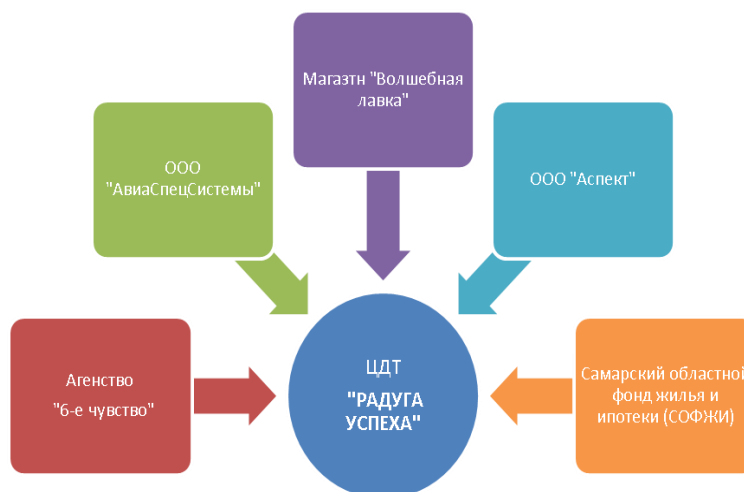 Магазтн "Волшебная
лавка"
ООО
"АвиаСпецСистемы"
ООО "Аспект"
Агенство
"6-е чувство"
ЦДТ
"РАДУГА
УСПЕХА"
Самарский областной
фонд жилья и
ипотеки (СОФЖИ)